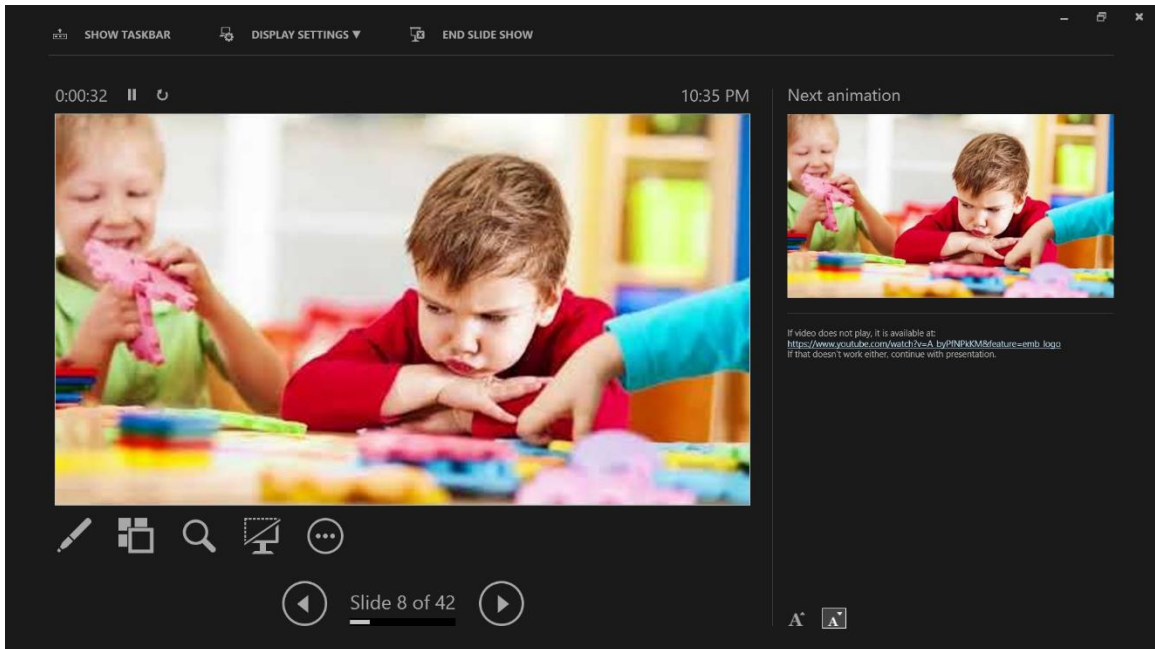 SHOW TASKBAR
DISPLAY SETTINGS ▼
END SLIDE SHOW
0:00:32
10:35 PM
Next animation
If video does not play, it is available at:
https://www.youtube.com/watch?v=A_byPfNPkKM&feature=emb_logo
If that doesn't work either, continue with presentation.
Slide 8 of 42
A
A